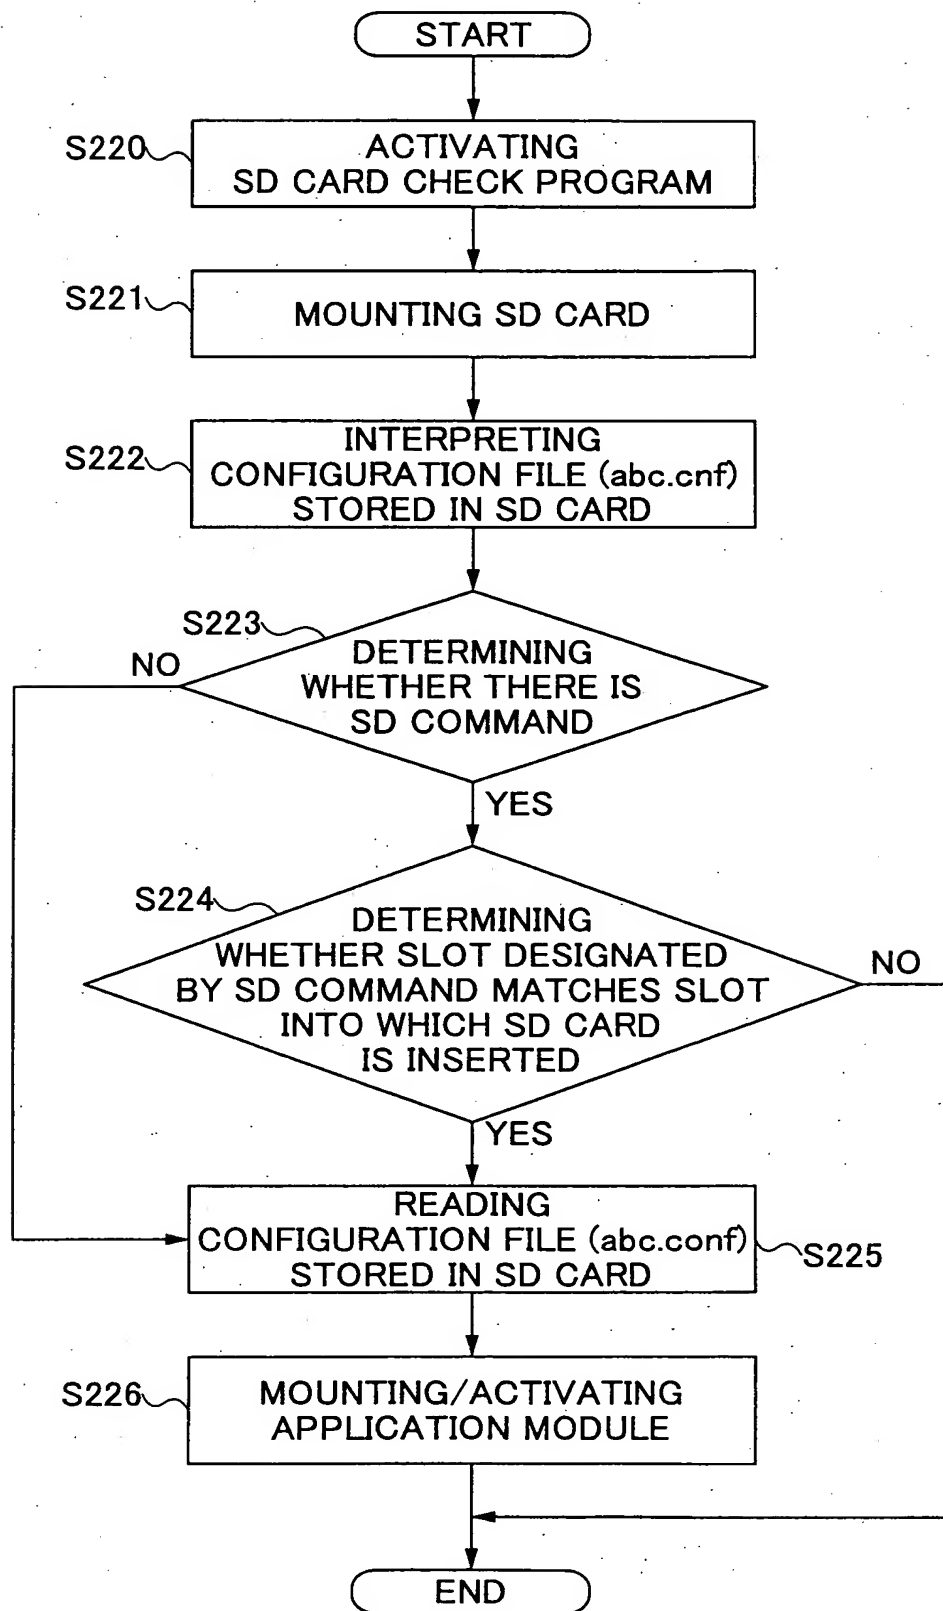 START
S220
ACTIVATING
SD CARD CHECK PROGRAM
S221
MOUNTING SD CARD
S222
INTERPRETING
CONFIGURATION FILE (abc.cnf)
STORED IN SD CARD
S223
NO
DETERMINING
WHETHER THERE IS
SD COMMAND
YES
S224
DETERMINING
WHETHER SLOT DESIGNATED
BY SD COMMAND MATCHES SLOT
INTO WHICH SD CARD
IS INSERTED
NO
YES
READING
CONFIGURATION FILE (abc.conf)
STORED IN SD CARD
S225
S226
MOUNTING/ACTIVATING
APPLICATION MODULE
END